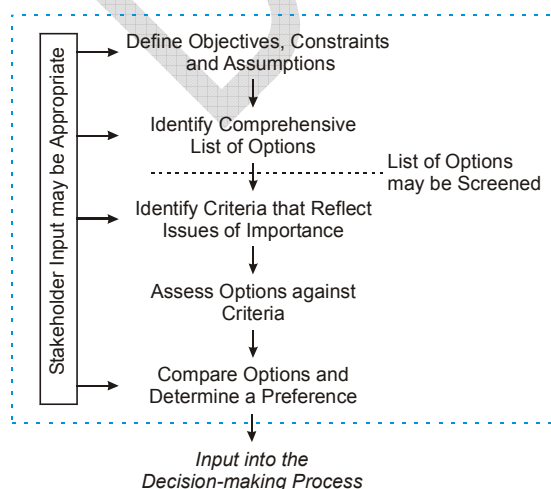 Stakeholder Input may be Appropriate
Define Objectives, Constraints
and Assumptions
Identify Comprehensive
List of Options
List of Options
may be Screened
Identify Criteria that Reflect
Issues of Importance
Assess Options against
Criteria
Compare Options and
Determine a Preference
Input into the
Decision-making Process